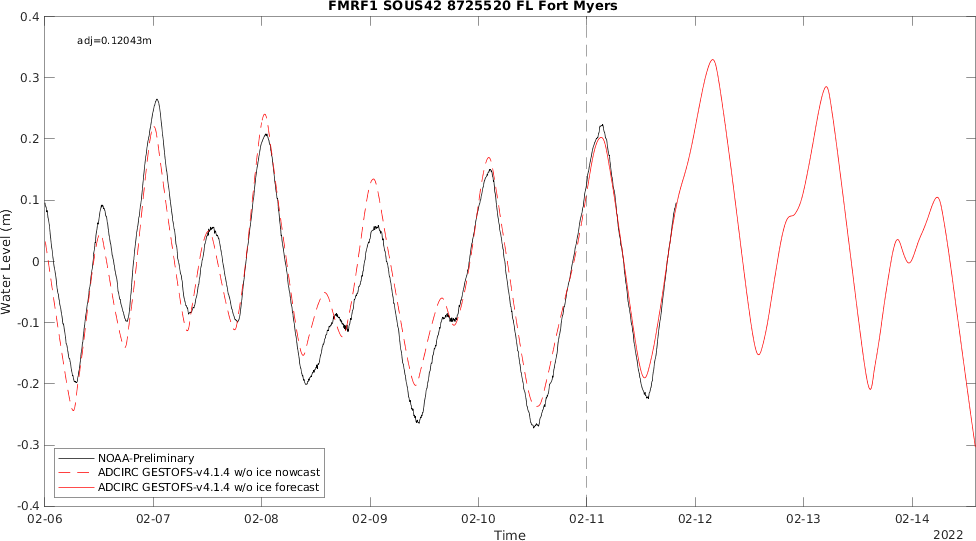 FMRF1 SOUS42 8725520 FL Fort Myers
adj=0.12043m
0.4
0.3
0.2
0.1
0
-0.1
-0.2
-0.3
-0.4
Water Level (m)
NOAA-Preliminary
ADCIRC GESTOFS-v4.1.4 w/o ice nowcast
ADCIRC GESTOFS-v4.1.4 w/o ice forecast
02-06 02-07 02-08 02-09 02-10 02-11 02-12 02-13 02-14
Time
2022